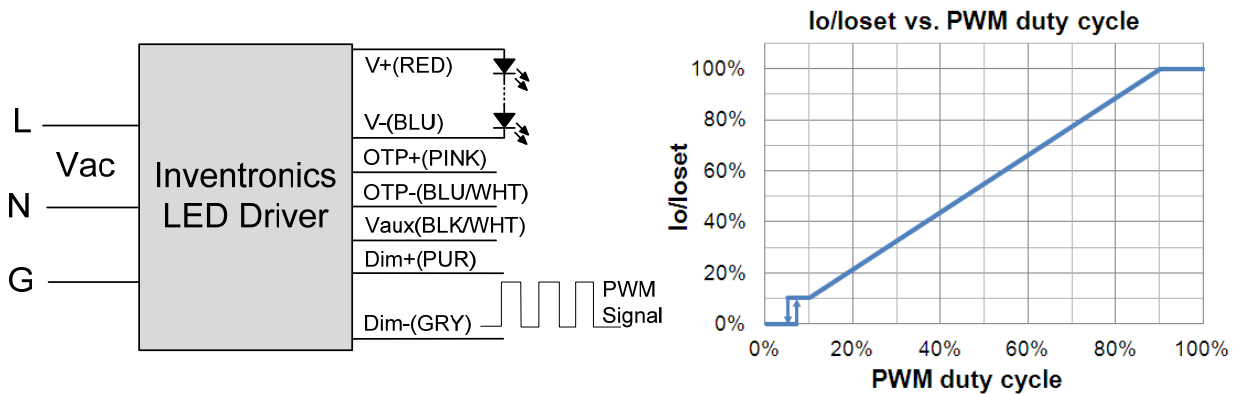 L
Vac
N
G
Inventronics
LED Driver
V+(RED)
V-(BLU)
OTP+(PINK)
OTP-(BLU/WHT)
Vaux(BLK/WHT)
Dim+(PUR)
Dim-(GRY)
PWM
Signal
Io/Ioset vs. PWM duty cycle
Io/Ioset
100%
80%
60%
40%
20%
0%
0% 20% 40% 60% 80% 100%
PWM duty cycle